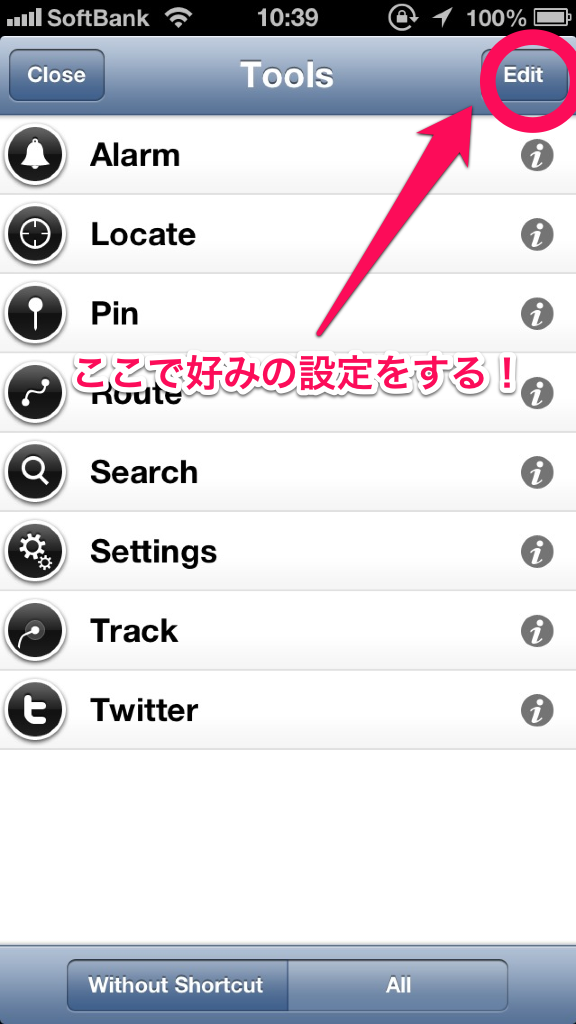 SoftBank 10:39 100%
Close Tools Edit
Alarm
Locate
Pin
ここで好みの設定をする！
Route
Search
Settings
Track
Twitter
Without Shortcut All